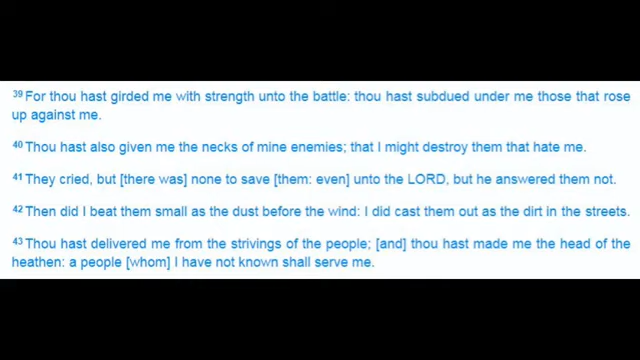 39 For thou hast girded me with strength unto the battle: thou hast subdued under me those that rose
up against me.
40 Thou hast also given me the necks of mine enemies; that I might destroy them that hate me.
41 They cried, but [there was] none to save [them: even] unto the LORD, but he answered them not.
42 Then did I beat them small as the dust before the wind: I did cast them out as the dirt in the streets.
43 Thou hast delivered me from the strivings of the people; [and] thou hast made me the head of the
heathen: a people [whom] I have not known shall serve me.